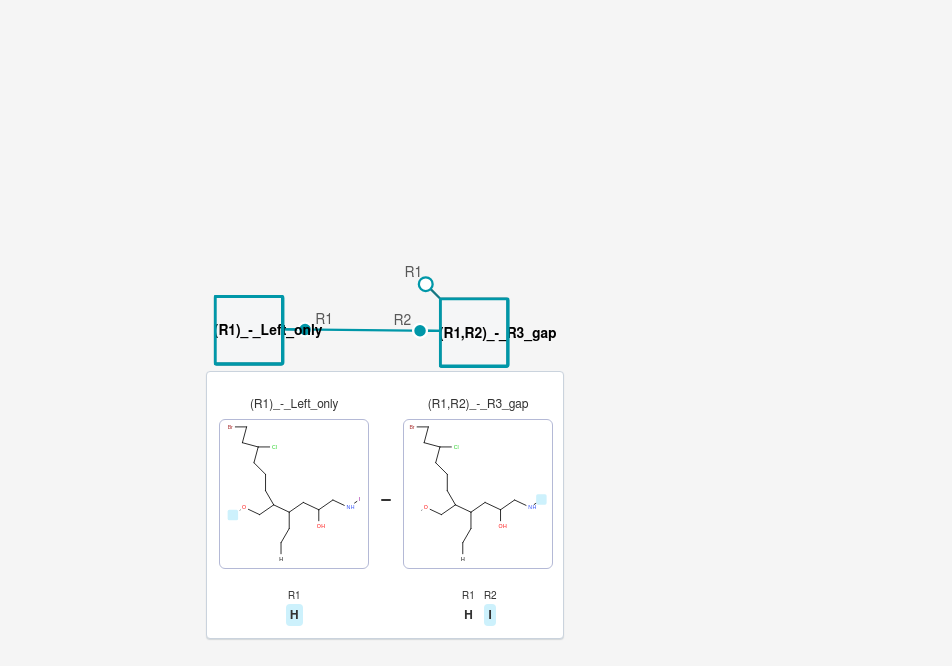 R1
R1
R2
(R1)_-_Left_only
(R1,R2)_-_R3_gap
(R1)_-_Left_only
(R1,R2)_-_R3_gap
Br
Cl
O
NH
I
OH
H
Br
Cl
O
NH
OH
H
R1
H
R1 R2
H I